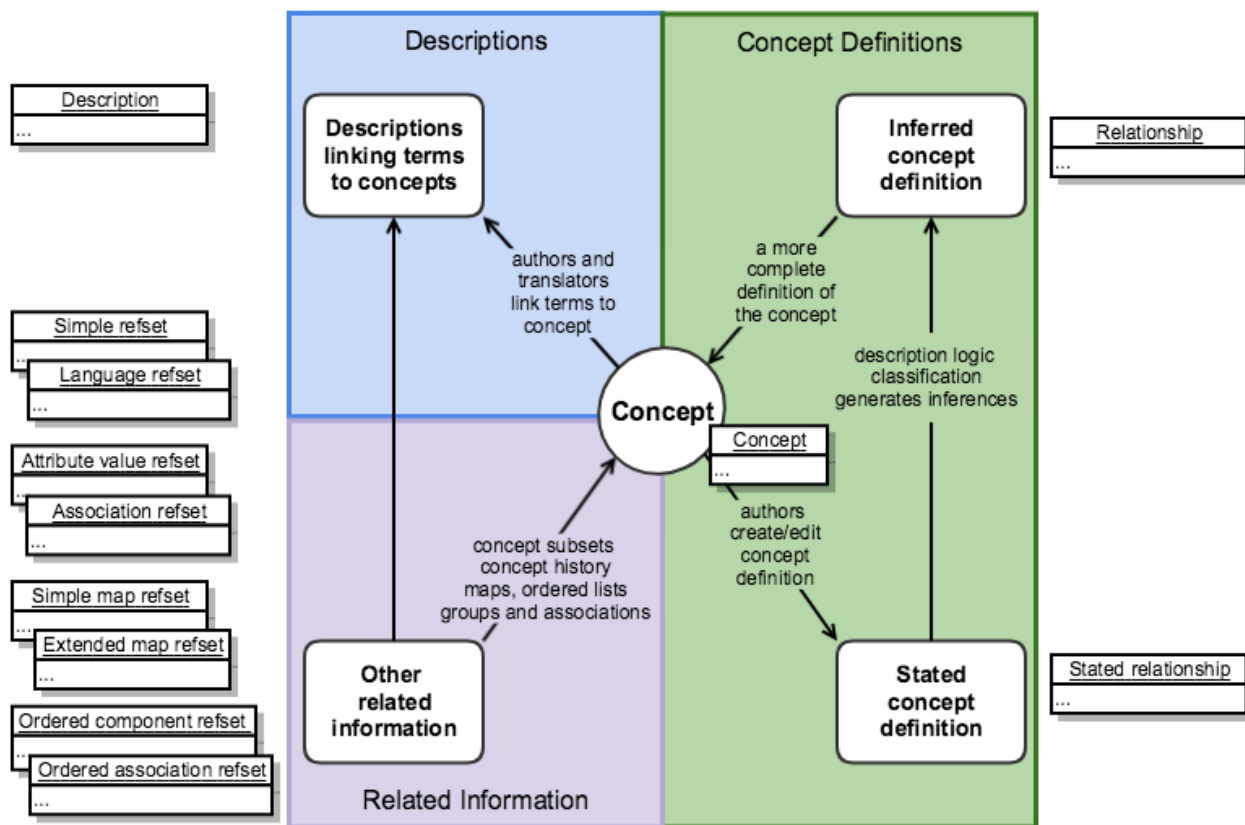 Descriptions
Concept Definitions
Description
...
Descriptions
linking terms
to concepts
Inferred
concept
definition
Relationship
...
authors and
translators
link terms to
concept
a more
complete
definition of
the concept
Simple refset
...
Language refset
...
description logic
classification
generates inferences
Concept
Concept
...
Attribute value refset
...
Association refset
...
authors
create/edit
concept
definition
concept subsets
concept history
maps, ordered lists
groups and associations
Simple map refset
...
Extended map refset
...
Other
related
information
Stated
concept
definition
Stated relationship
...
Ordered component refset
...
Ordered association refset
...
Related Information